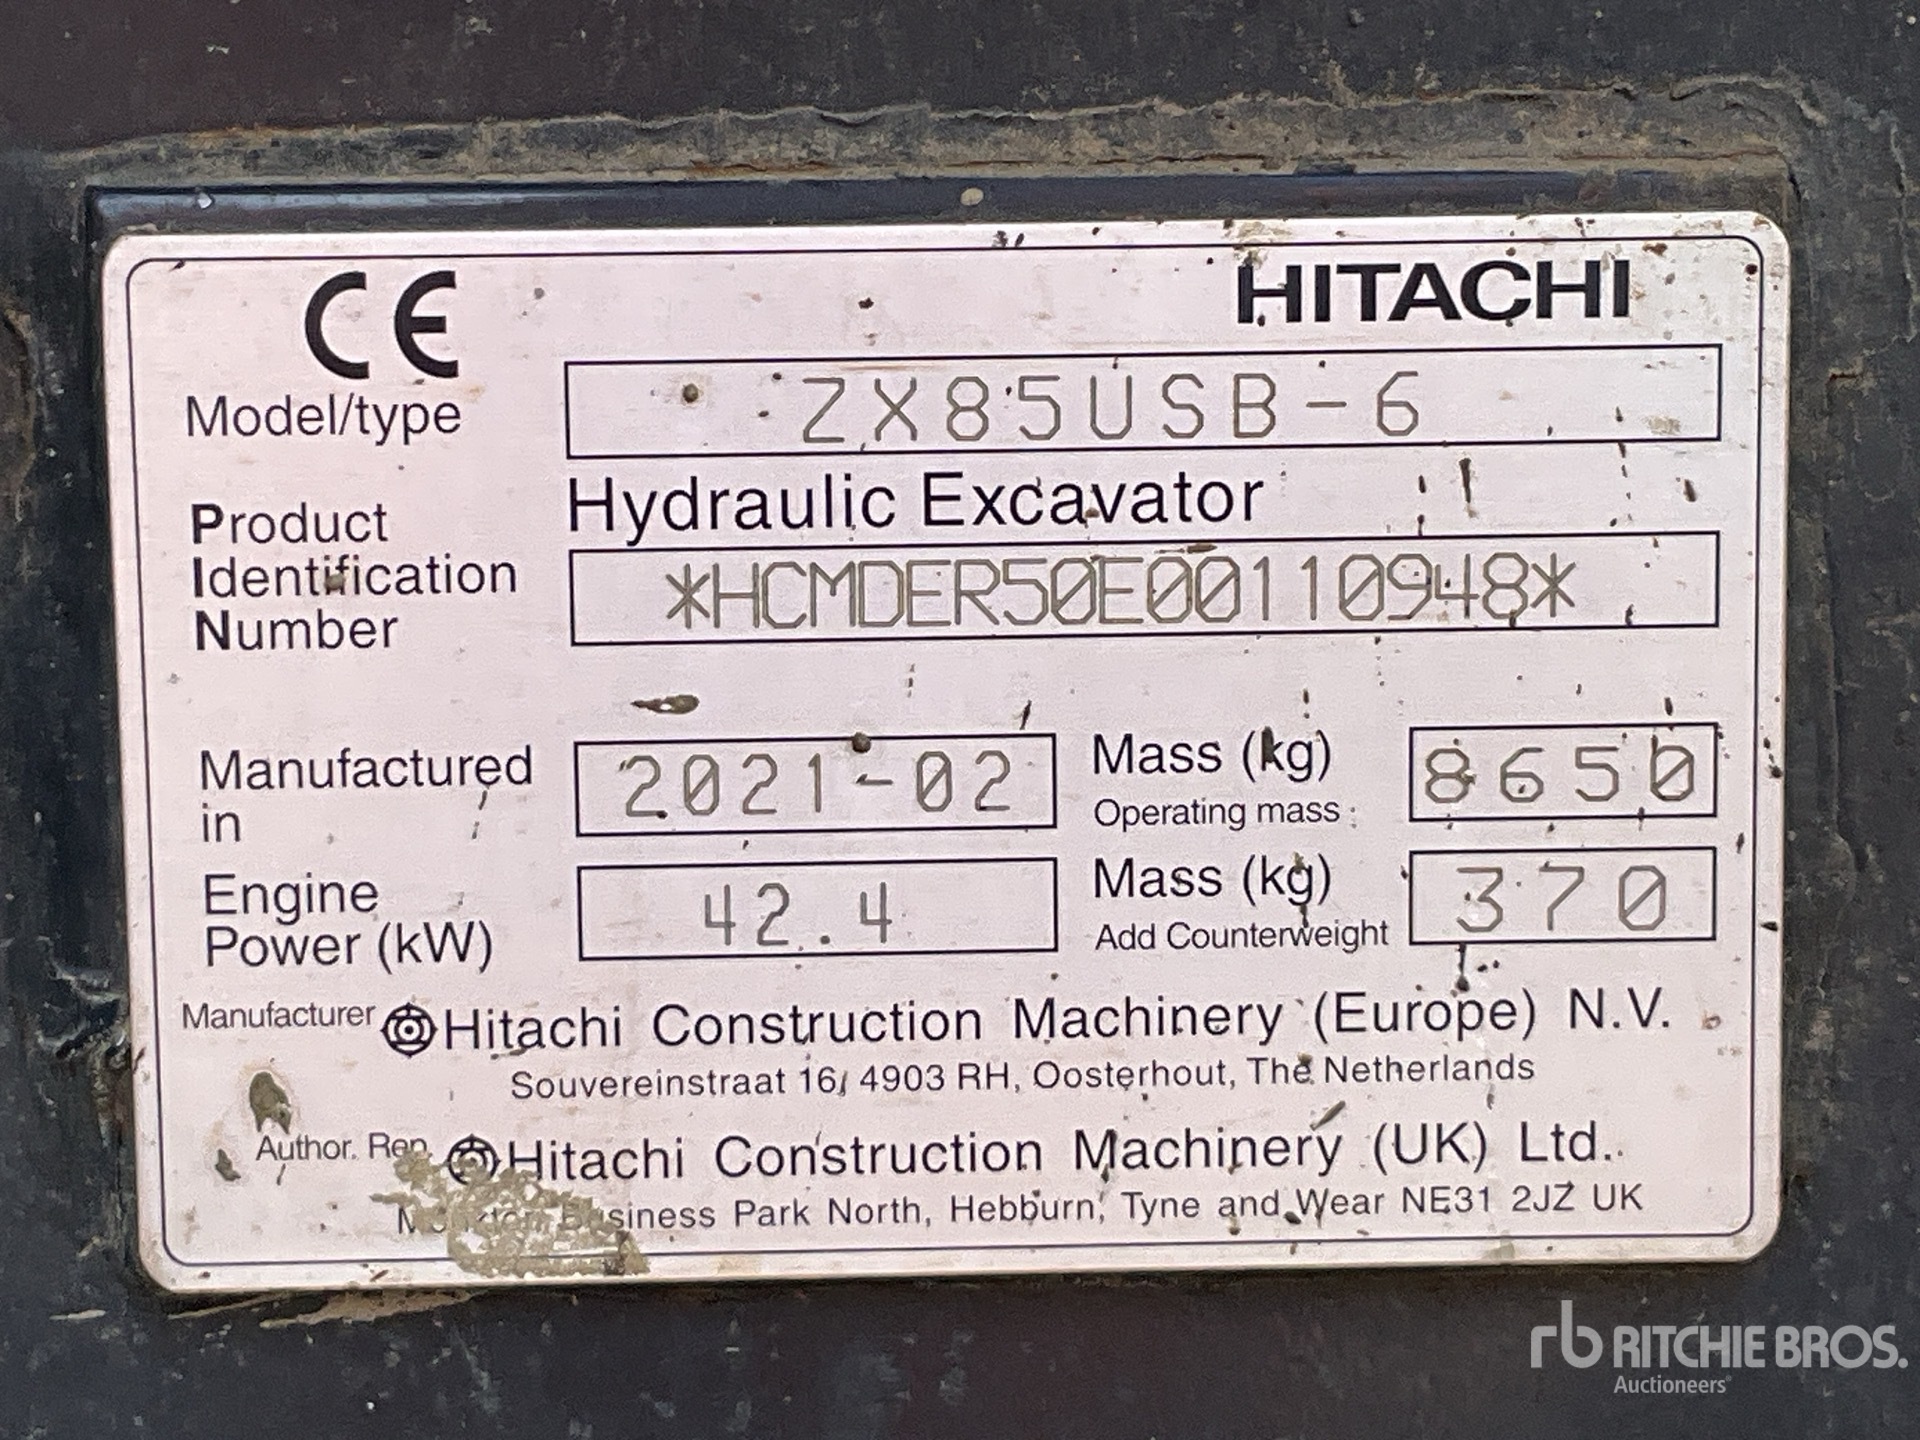 CE
HITACHI
Model/type ZX85USB-6
Hydraulic Excavator
Product
Identification
Number
*HCMDER50E00110948*
Manufactured
in
2021-02
Mass (kg)
Operating mass
8650
Engine
Power (kW)
42.4
Mass (kg)
Add Counterweight
370
Manufacturer Hitachi Construction Machinery (Europe) N.V.
Souvereinstraat 16, 4903 RH, Oosterhout, The Netherlands
Author. Rep. Hitachi Construction Machinery (UK) Ltd.
Business Park North, Hebburn, Tyne and Wear NE31 2JZ UK
rb RITCHIE BROS.
Auctioneers